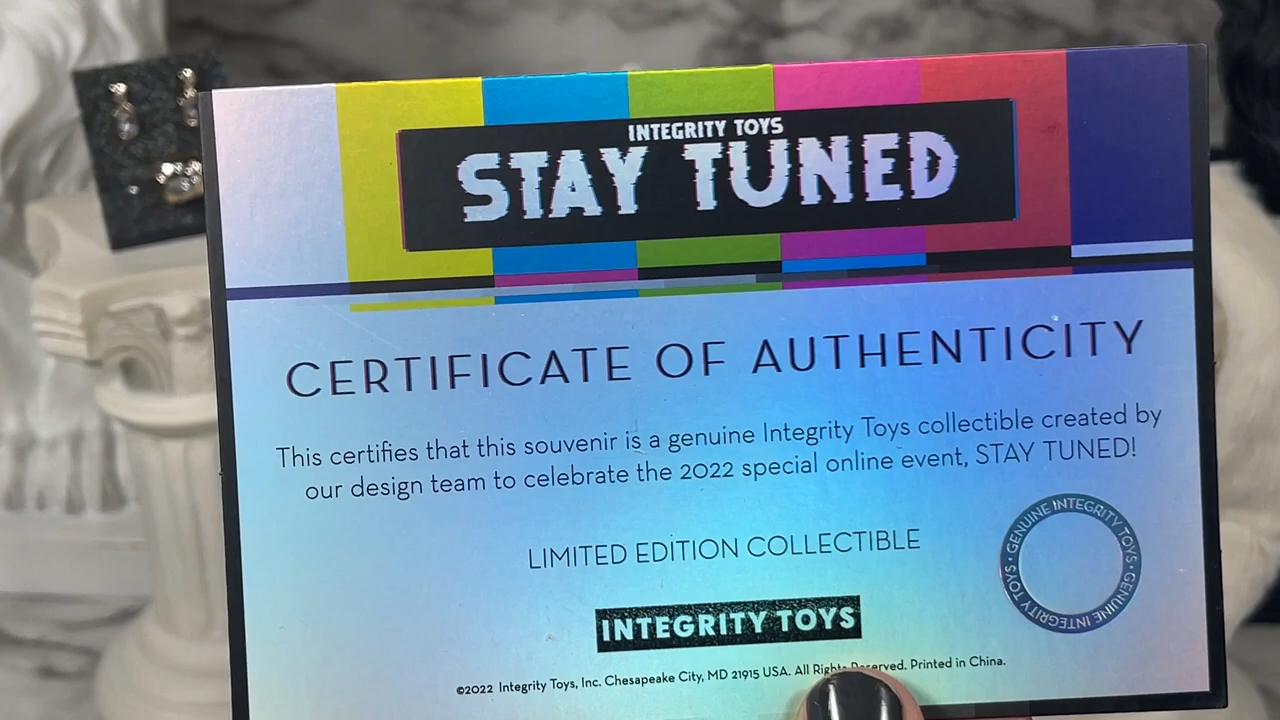 INTEGRITY TOYS
STAY TUNED
CERTIFICATE OF AUTHENTICITY
This certifies that this souvenir is a genuine Integrity Toys collectible created by
our design team to celebrate the 2022 special online event, STAY TUNED!
LIMITED EDITION COLLECTIBLE
GENUINE INTEGRITY TOYS • GENUINE INTEGRITY TOYS •
INTEGRITY TOYS
©2022 Integrity Toys, Inc. Chesapeake City, MD 21915 USA. All Rights Reserved. Printed in China.